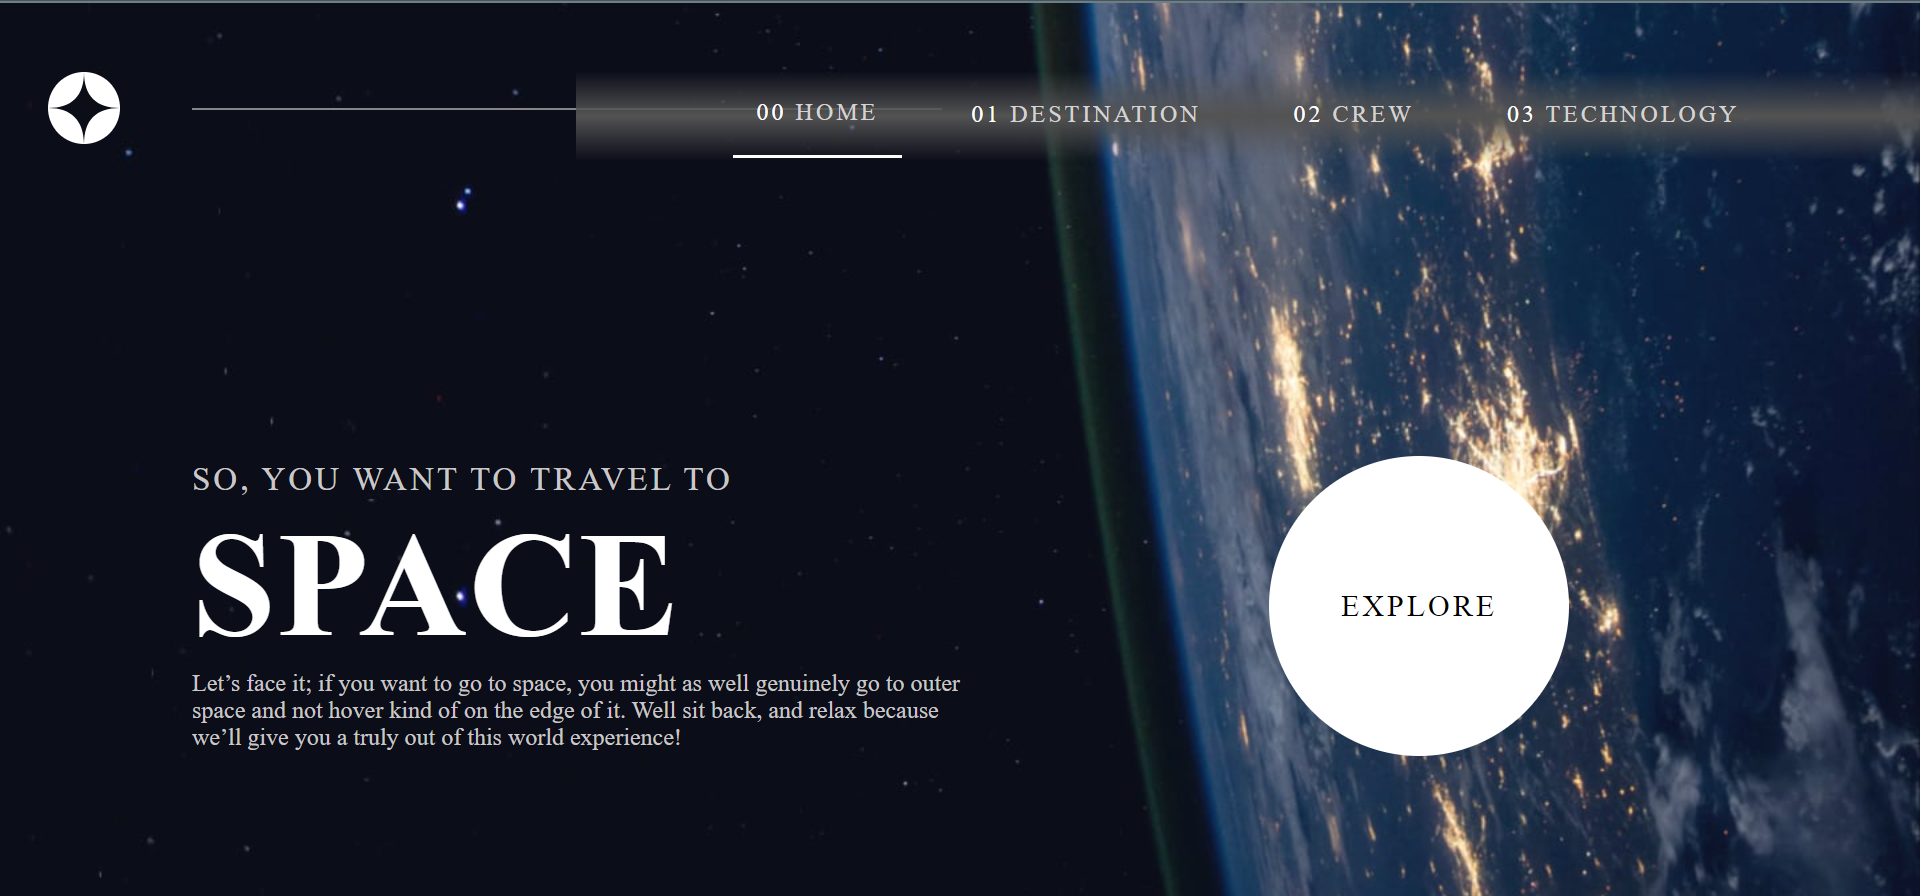 00 HOME
01 DESTINATION
02 CREW
03 TECHNOLOGY
SO, YOU WANT TO TRAVEL TO
SPACE
Let’s face it; if you want to go to space, you might as well genuinely go to outer
space and not hover kind of on the edge of it. Well sit back, and relax because
we’ll give you a truly out of this world experience!
EXPLORE